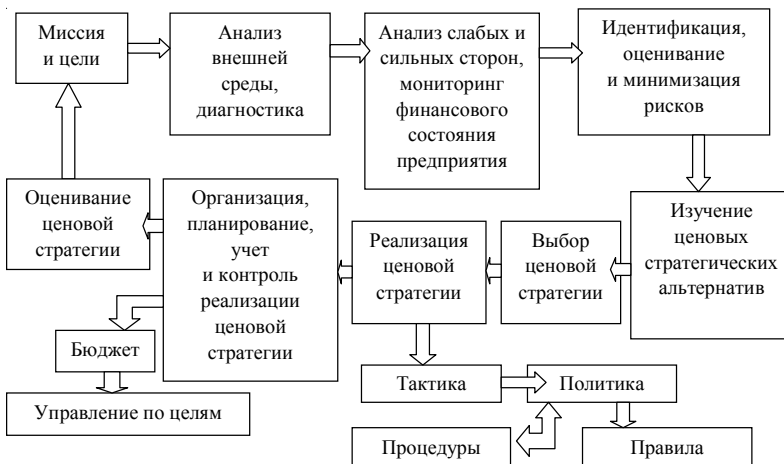 Миссия
и цели
Анализ
внешней
среды,
диагностика
Анализ слабых и
сильных сторон,
мониторинг
финансового
состояния
предприятия
Идентификация,
оценивание
и минимизация
рисков
Оценивание
ценовой
стратегии
Организация,
планирование,
учет
и контроль
реализации
ценовой
стратегии
Реализация
ценовой
стратегии
Выбор
ценовой
стратегии
Изучение
ценовых
стратегических
альтернатив
Бюджет
Управление по целям
Тактика
Политика
Процедуры
Правила